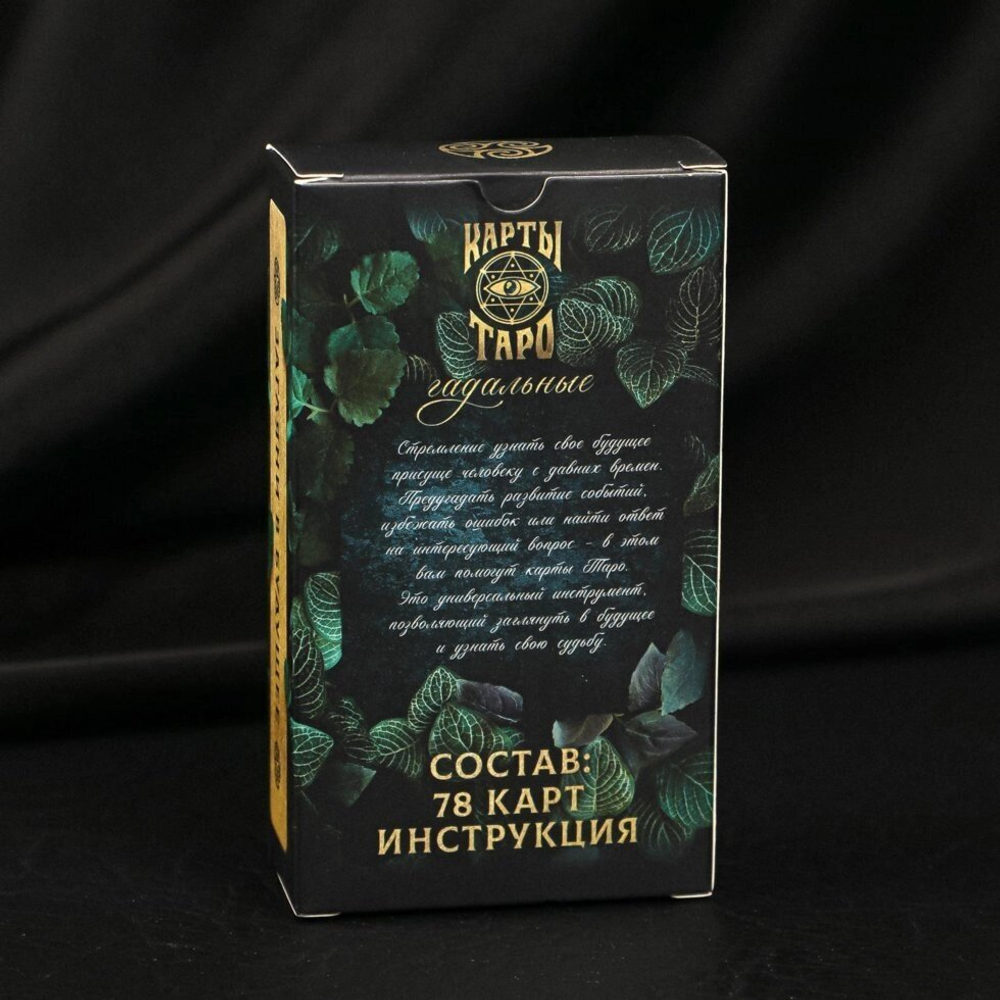 КАРТЫ
ТАРО
гадальные
Стремление узнать свое будущее
присуще человеку с давних времен.
Предугадать развитие событий,
избежать ошибок или найти ответ
на интересующий вопрос - в этом
вам помогут карты Таро.
Это универсальный инструмент,
позволяющий заглянуть в будущее
и узнать свою судьбу.
СОСТАВ:
78 КАРТ
ИНСТРУКЦИЯ
ЗАГЛЯНИ В БУДУЩЕЕ